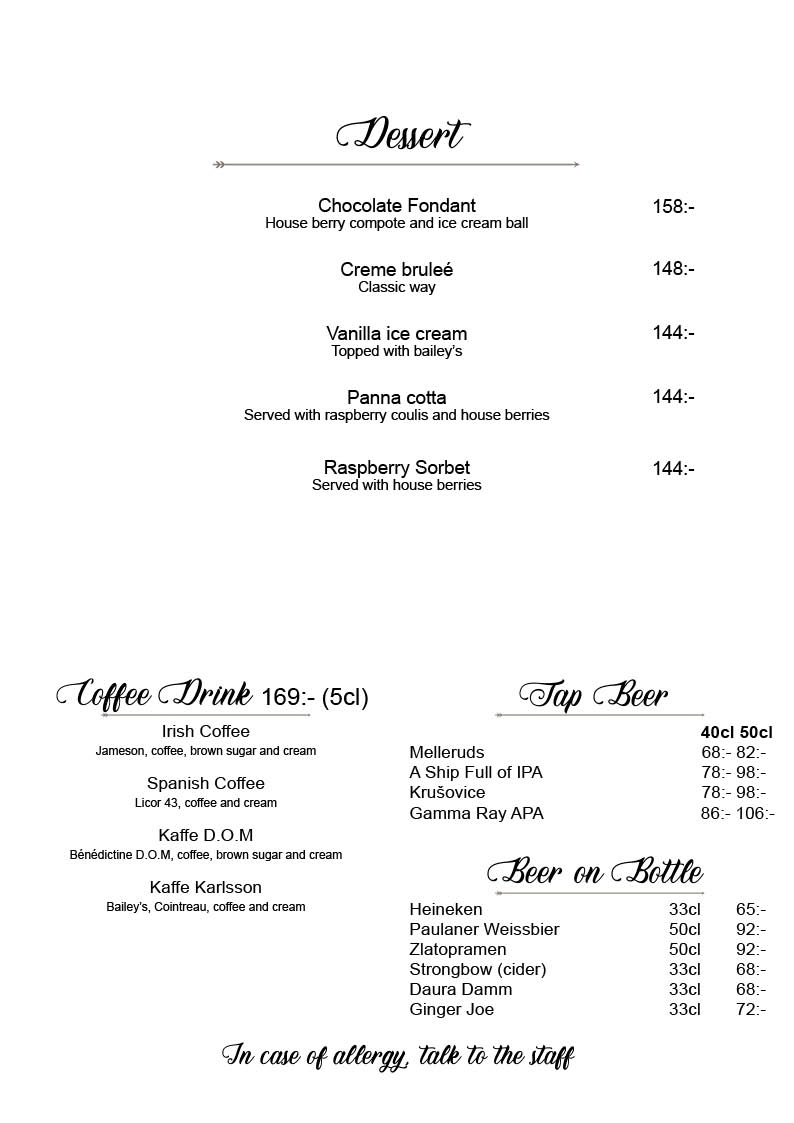 Dessert
Chocolate Fondant 158:-
House berry compote and ice cream ball
Creme bruleé 148:-
Classic way
Vanilla ice cream 144:-
Topped with bailey's
Panna cotta 144:-
Served with raspberry coulis and house berries
Raspberry Sorbet 144:-
Served with house berries
Coffee Drink 169:- (5cl)
Irish Coffee
Jameson, coffee, brown sugar and cream
Spanish Coffee
Licor 43, coffee and cream
Kaffe D.O.M
Bénédictine D.O.M, coffee, brown sugar and cream
Kaffe Karlsson
Bailey's, Cointreau, coffee and cream
Tap Beer
40cl 50cl
Melleruds 68:- 82:-
A Ship Full of IPA 78:- 98:-
Krušovice 78:- 98:-
Gamma Ray APA 86:- 106:-
Beer on Bottle
Heineken 33cl 65:-
Paulaner Weissbier 50cl 92:-
Zlatopramen 50cl 92:-
Strongbow (cider) 33cl 68:-
Daura Damm 33cl 68:-
Ginger Joe 33cl 72:-
In case of allergy, talk to the staff